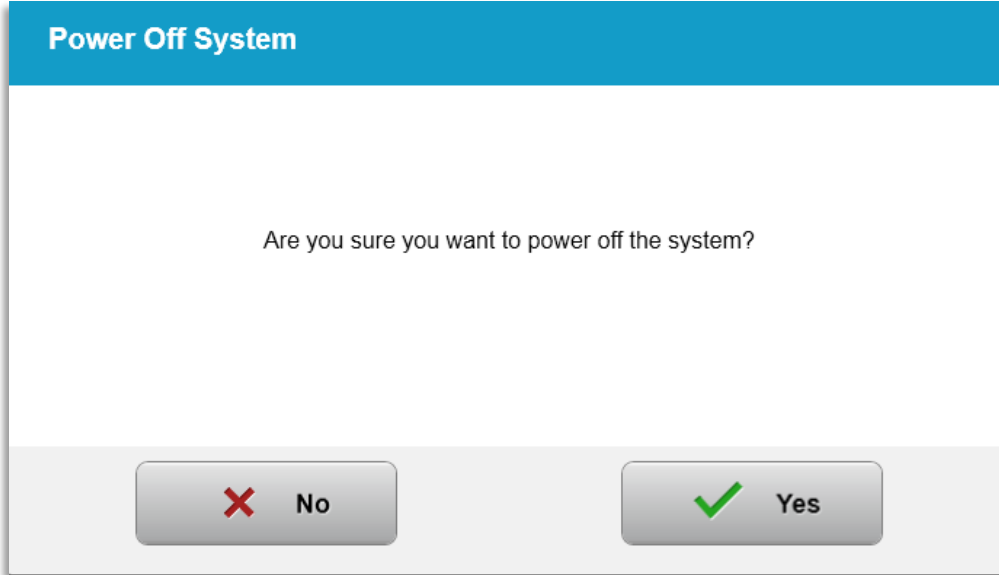 Power Off System
Are you sure you want to power off the system?
No
Yes